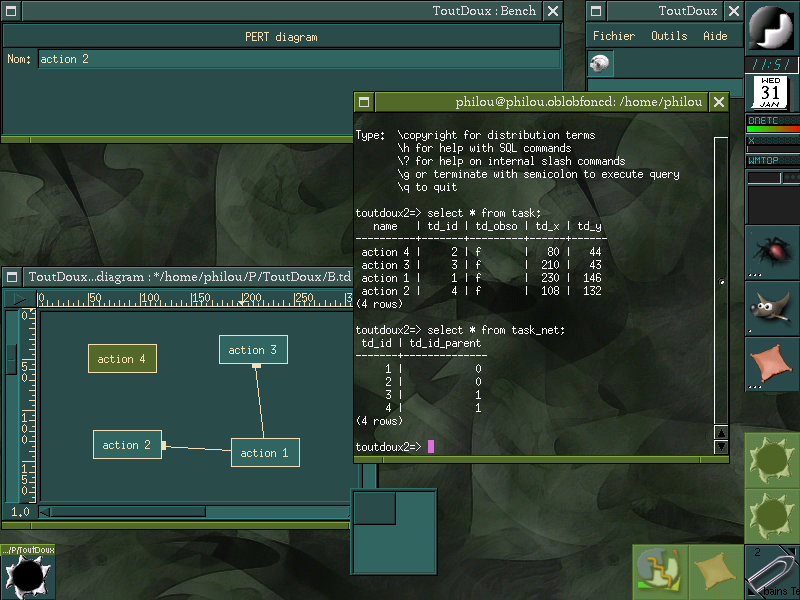 ToutDoux : Bench
PERT diagram
Nom: action 2
ToutDoux
Fichier Outils Aide
11:51
WED
31
JAN
DNETC
X
WMTOP
philou@philou.oblobfoncd: /home/philou
Type:  \copyright for distribution terms
\h for help with SQL commands
\? for help on internal slash commands
\g or terminate with semicolon to execute query
\q to quit
toutdoux2=> select * from task;
name | td_id | td_obso | td_x | td_y
----------+-------+---------+------+------
action 4 | 2 | f | 80 | 44
action 3 | 3 | f | 210 | 43
action 1 | 1 | f | 230 | 146
action 2 | 4 | f | 108 | 132
(4 rows)
toutdoux2=> select * from task_net;
td_id | td_id_parent
-------+--------------
1 | 0
2 | 0
3 | 1
4 | 1
(4 rows)
toutdoux2=>
ToutDoux...diagram : */home/philou/P/ToutDoux/B.td
0 50 100 150 200 250
0
50
100
150
action 3
action 4
action 2
action 1
1.0
.../P/ToutDoux
2